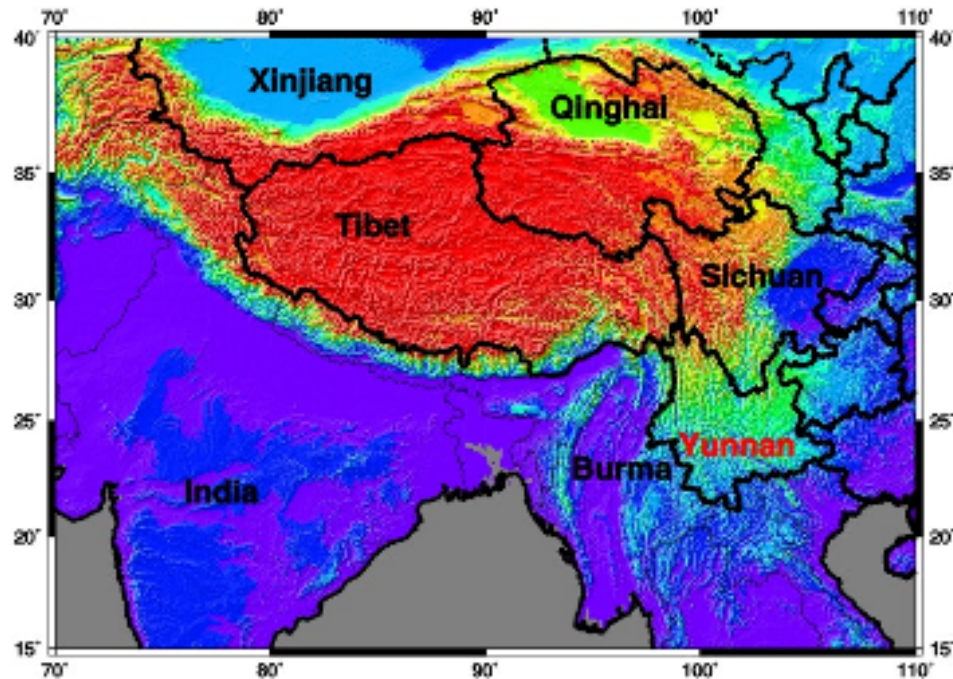 70˚ 80˚ 90˚ 100˚ 110˚
40˚ 40˚
Xinjiang
Qinghai
35˚ 35˚
Tibet
Sichuan
30˚ 30˚
25˚ 25˚
Yunnan
Burma
India
20˚ 20˚
15˚ 15˚
70˚ 80˚ 90˚ 100˚ 110˚